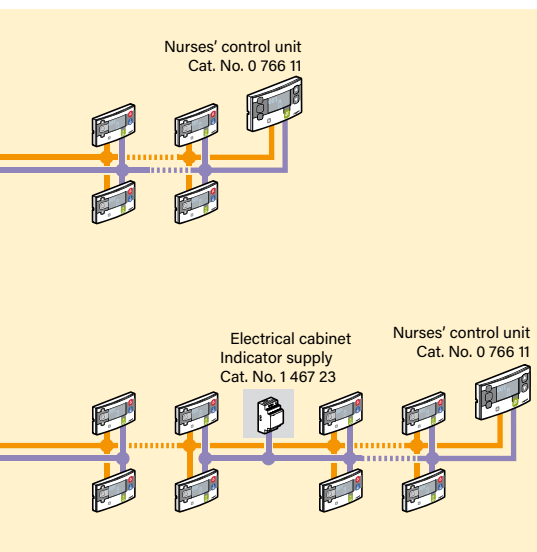 Nurses' control unit
Cat. No. 0 766 11
Electrical cabinet
Indicator supply
Cat. No. 1 467 23
Nurses' control unit
Cat. No. 0 766 11